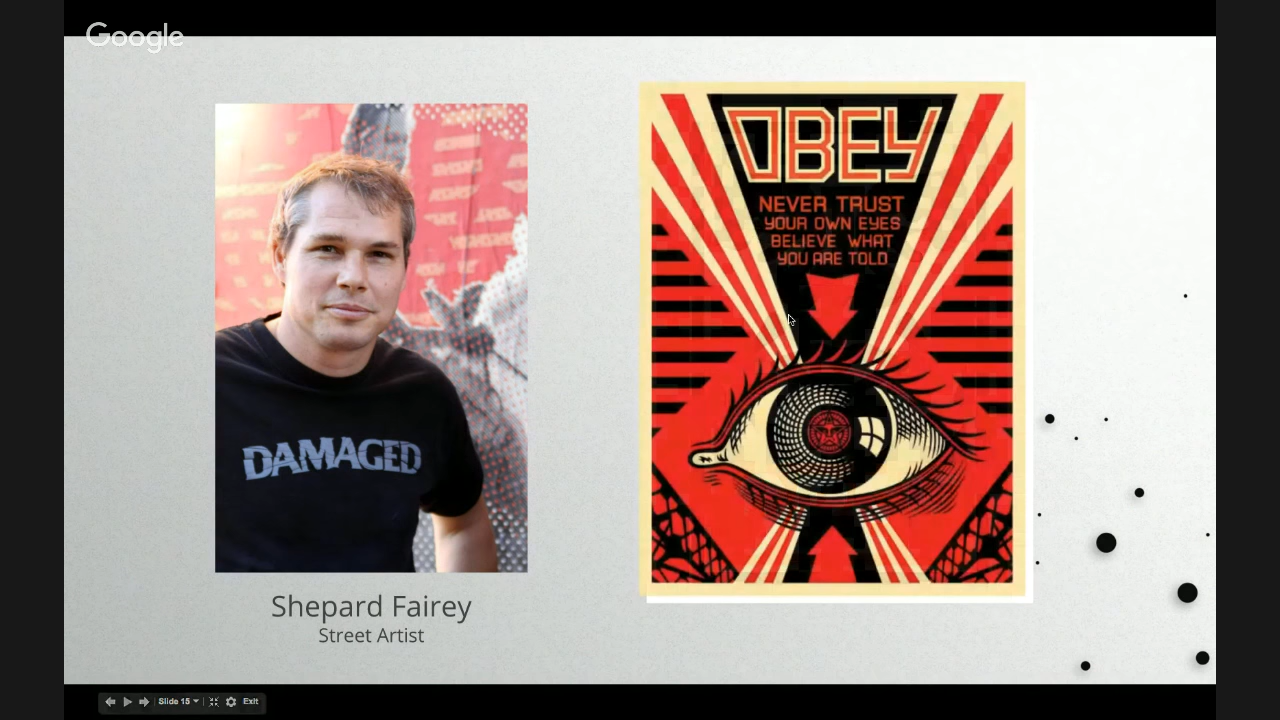 Google
DAMAGED
Shepard Fairey
Street Artist
OBEY
NEVER TRUST
YOUR OWN EYES
BELIEVE WHAT
YOU ARE TOLD
Slide 15
Exit